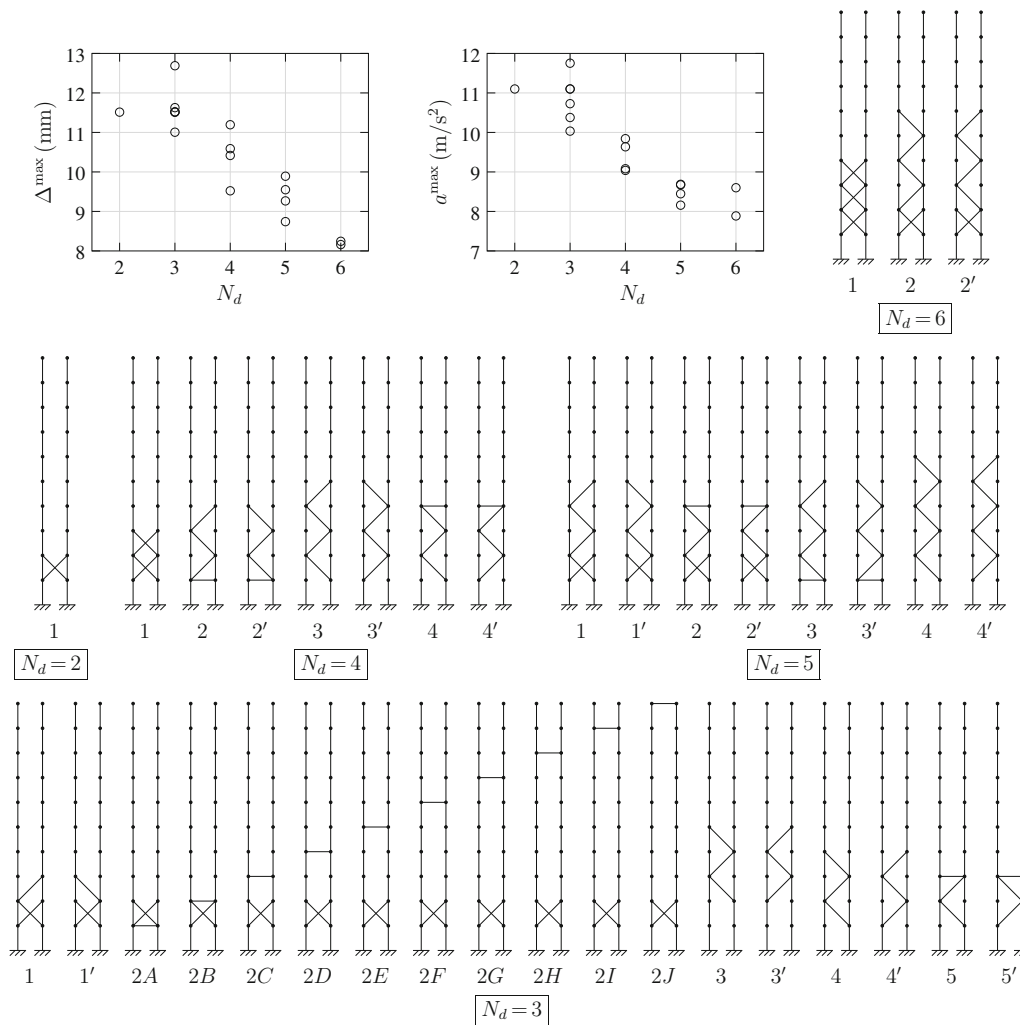 13
12
11
10
9
8
Δ^max (mm)
2 3 4 5 6
N_d
12
11
10
9
8
7
a^max (m/s²)
2 3 4 5 6
N_d
1 2 2′
N_d = 6
1
N_d = 2
1 2 2′ 3 3′ 4 4′
N_d = 4
1 1′ 2 2′ 3 3′ 4 4′
N_d = 5
1 1′ 2A 2B 2C 2D 2E 2F 2G 2H 2I 2J 3 3′ 4 4′ 5 5′
N_d = 3